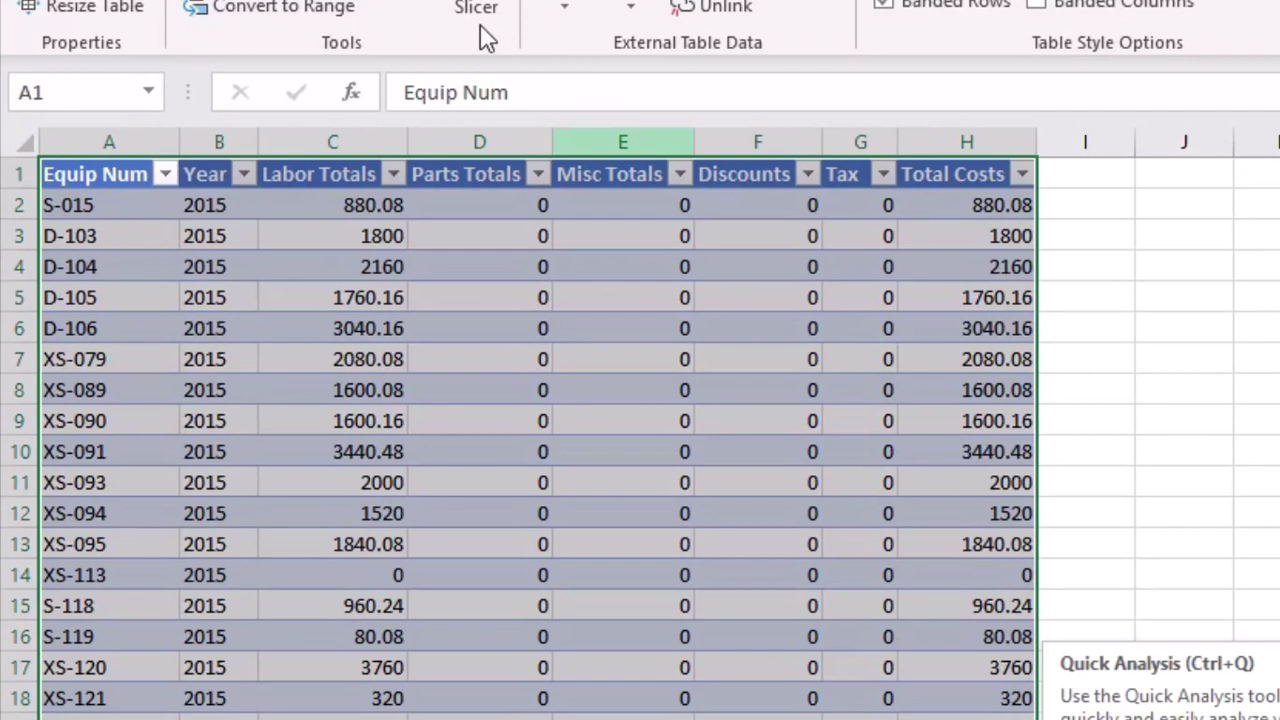 Resize Table Convert to Range Slicer Unlink Banded Rows Banded Columns
Properties Tools External Table Data Table Style Options
A1 fx Equip Num
A B C D E F G H I J
1 Equip Num Year Labor Totals Parts Totals Misc Totals Discounts Tax Total Costs
2 S-015 2015 880.08 0 0 0 0 880.08
3 D-103 2015 1800 0 0 0 0 1800
4 D-104 2015 2160 0 0 0 0 2160
5 D-105 2015 1760.16 0 0 0 0 1760.16
6 D-106 2015 3040.16 0 0 0 0 3040.16
7 XS-079 2015 2080.08 0 0 0 0 2080.08
8 XS-089 2015 1600.08 0 0 0 0 1600.08
9 XS-090 2015 1600.16 0 0 0 0 1600.16
10 XS-091 2015 3440.48 0 0 0 0 3440.48
11 XS-093 2015 2000 0 0 0 0 2000
12 XS-094 2015 1520 0 0 0 0 1520
13 XS-095 2015 1840.08 0 0 0 0 1840.08
14 XS-113 2015 0 0 0 0 0 0
15 S-118 2015 960.24 0 0 0 0 960.24
16 S-119 2015 80.08 0 0 0 0 80.08
17 XS-120 2015 3760 0 0 0 0 3760
18 XS-121 2015 320 0 0 0 0 320
Quick Analysis (Ctrl+Q)
Use the Quick Analysis tool
quickly and easily analyze